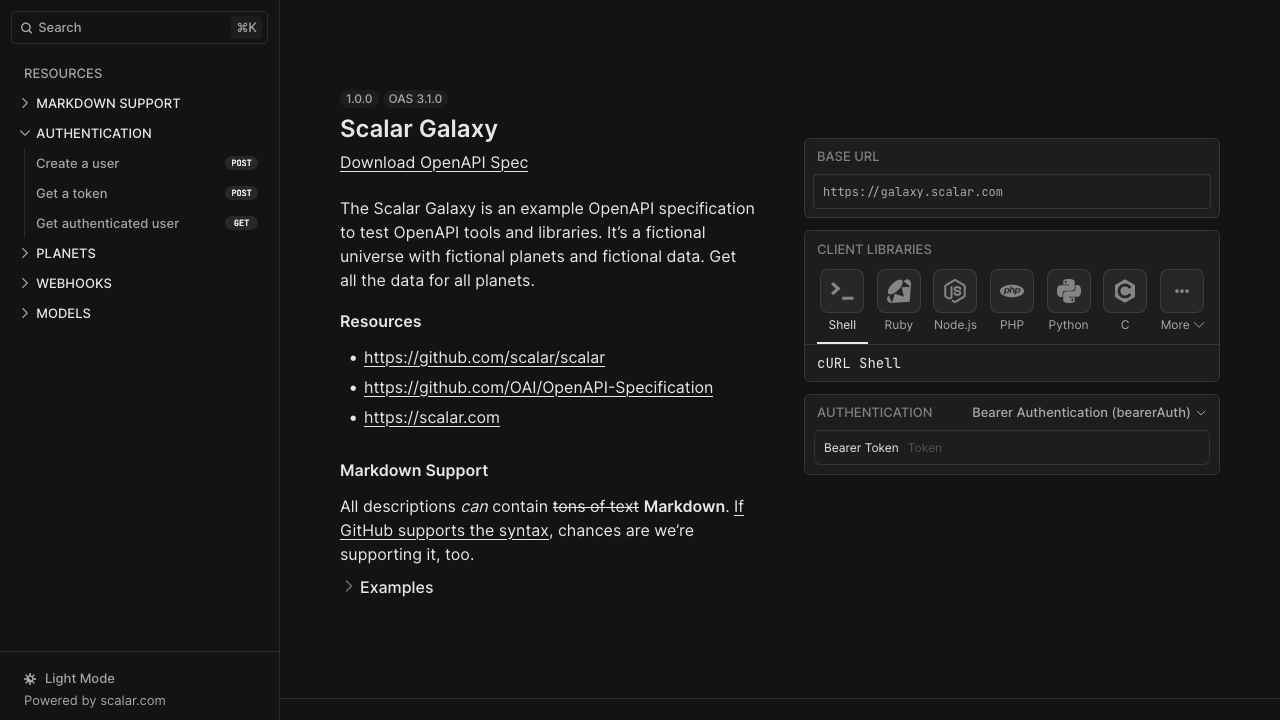 Search ⌘K
RESOURCES
MARKDOWN SUPPORT
AUTHENTICATION
Create a user POST
Get a token POST
Get authenticated user GET
PLANETS
WEBHOOKS
MODELS
Light Mode
Powered by scalar.com
1.0.0 OAS 3.1.0
Scalar Galaxy
Download OpenAPI Spec
The Scalar Galaxy is an example OpenAPI specification
to test OpenAPI tools and libraries. It’s a fictional
universe with fictional planets and fictional data. Get
all the data for all planets.
Resources
• https://github.com/scalar/scalar
• https://github.com/OAI/OpenAPI-Specification
• https://scalar.com
Markdown Support
All descriptions can contain tons of text Markdown. If
GitHub supports the syntax, chances are we’re
supporting it, too.
Examples
BASE URL
https://galaxy.scalar.com
CLIENT LIBRARIES
JS php C
Shell Ruby Node.js PHP Python C More
cURL Shell
AUTHENTICATION Bearer Authentication (bearerAuth)
Bearer Token Token